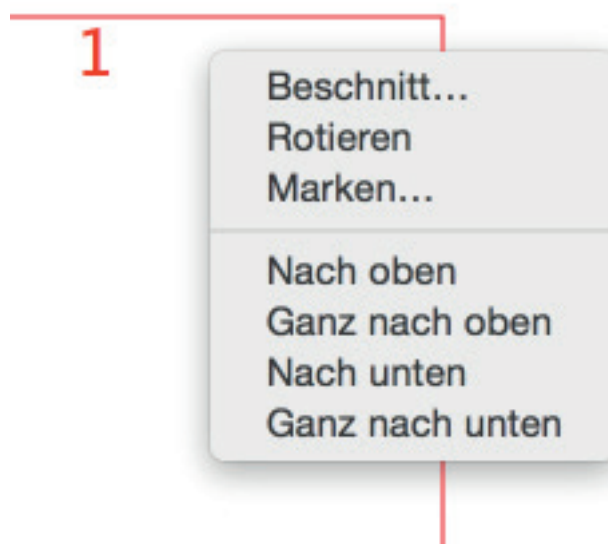 1
Beschnitt...
Rotieren
Marken...
Nach oben
Ganz nach oben
Nach unten
Ganz nach unten